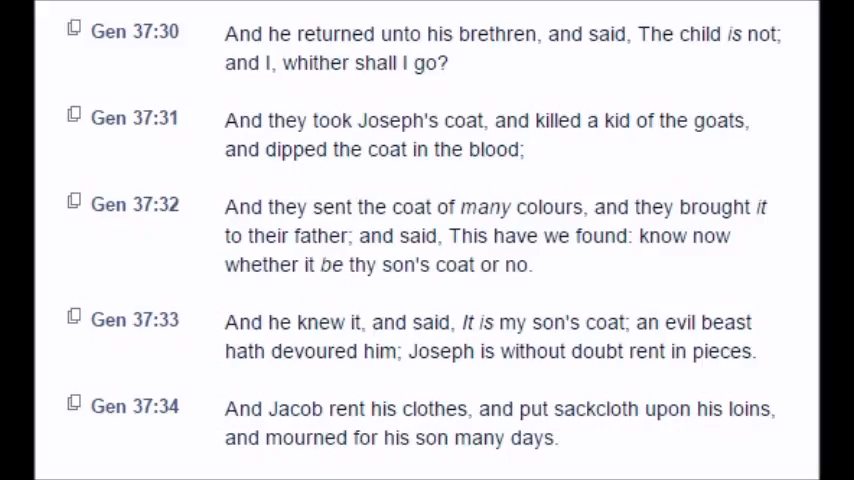 Gen 37:30 And he returned unto his brethren, and said, The child is not;
and I, whither shall I go?
Gen 37:31 And they took Joseph's coat, and killed a kid of the goats,
and dipped the coat in the blood;
Gen 37:32 And they sent the coat of many colours, and they brought it
to their father; and said, This have we found: know now
whether it be thy son's coat or no.
Gen 37:33 And he knew it, and said, It is my son's coat; an evil beast
hath devoured him; Joseph is without doubt rent in pieces.
Gen 37:34 And Jacob rent his clothes, and put sackcloth upon his loins,
and mourned for his son many days.